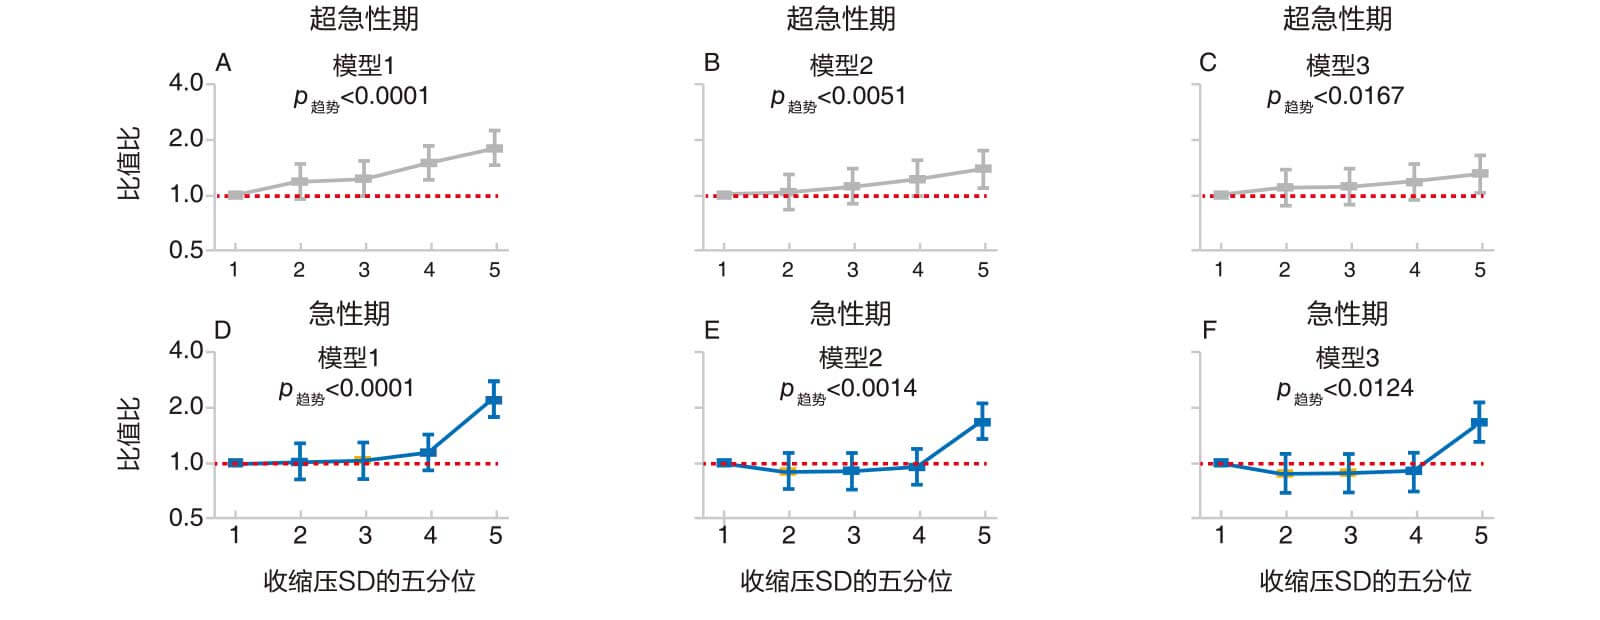 超急性期
超急性期
超急性期
A
模型1
B
模型2
C
模型3
p趋势<0.0001
p趋势<0.0051
p趋势<0.0167
比值比
4.0
2.0
1.0
0.5
1 2 3 4 5
1 2 3 4 5
1 2 3 4 5
急性期
急性期
急性期
D
模型1
E
模型2
F
模型3
p趋势<0.0001
p趋势<0.0014
p趋势<0.0124
比值比
4.0
2.0
1.0
0.5
1 2 3 4 5
1 2 3 4 5
1 2 3 4 5
收缩压SD的五分位
收缩压SD的五分位
收缩压SD的五分位